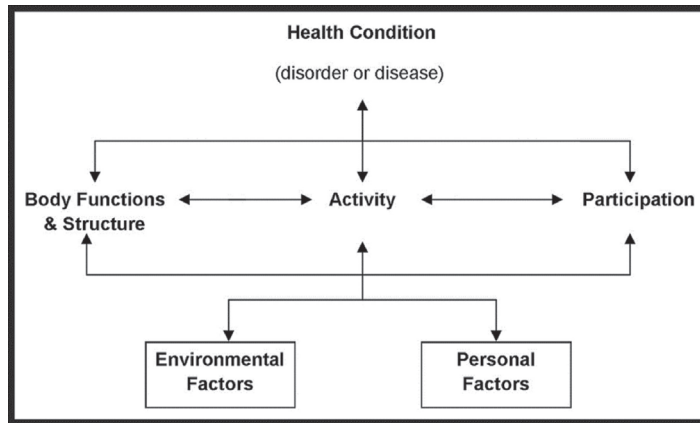 Health Condition
(disorder or disease)
Body Functions
& Structure
Activity
Participation
Environmental
Factors
Personal
Factors